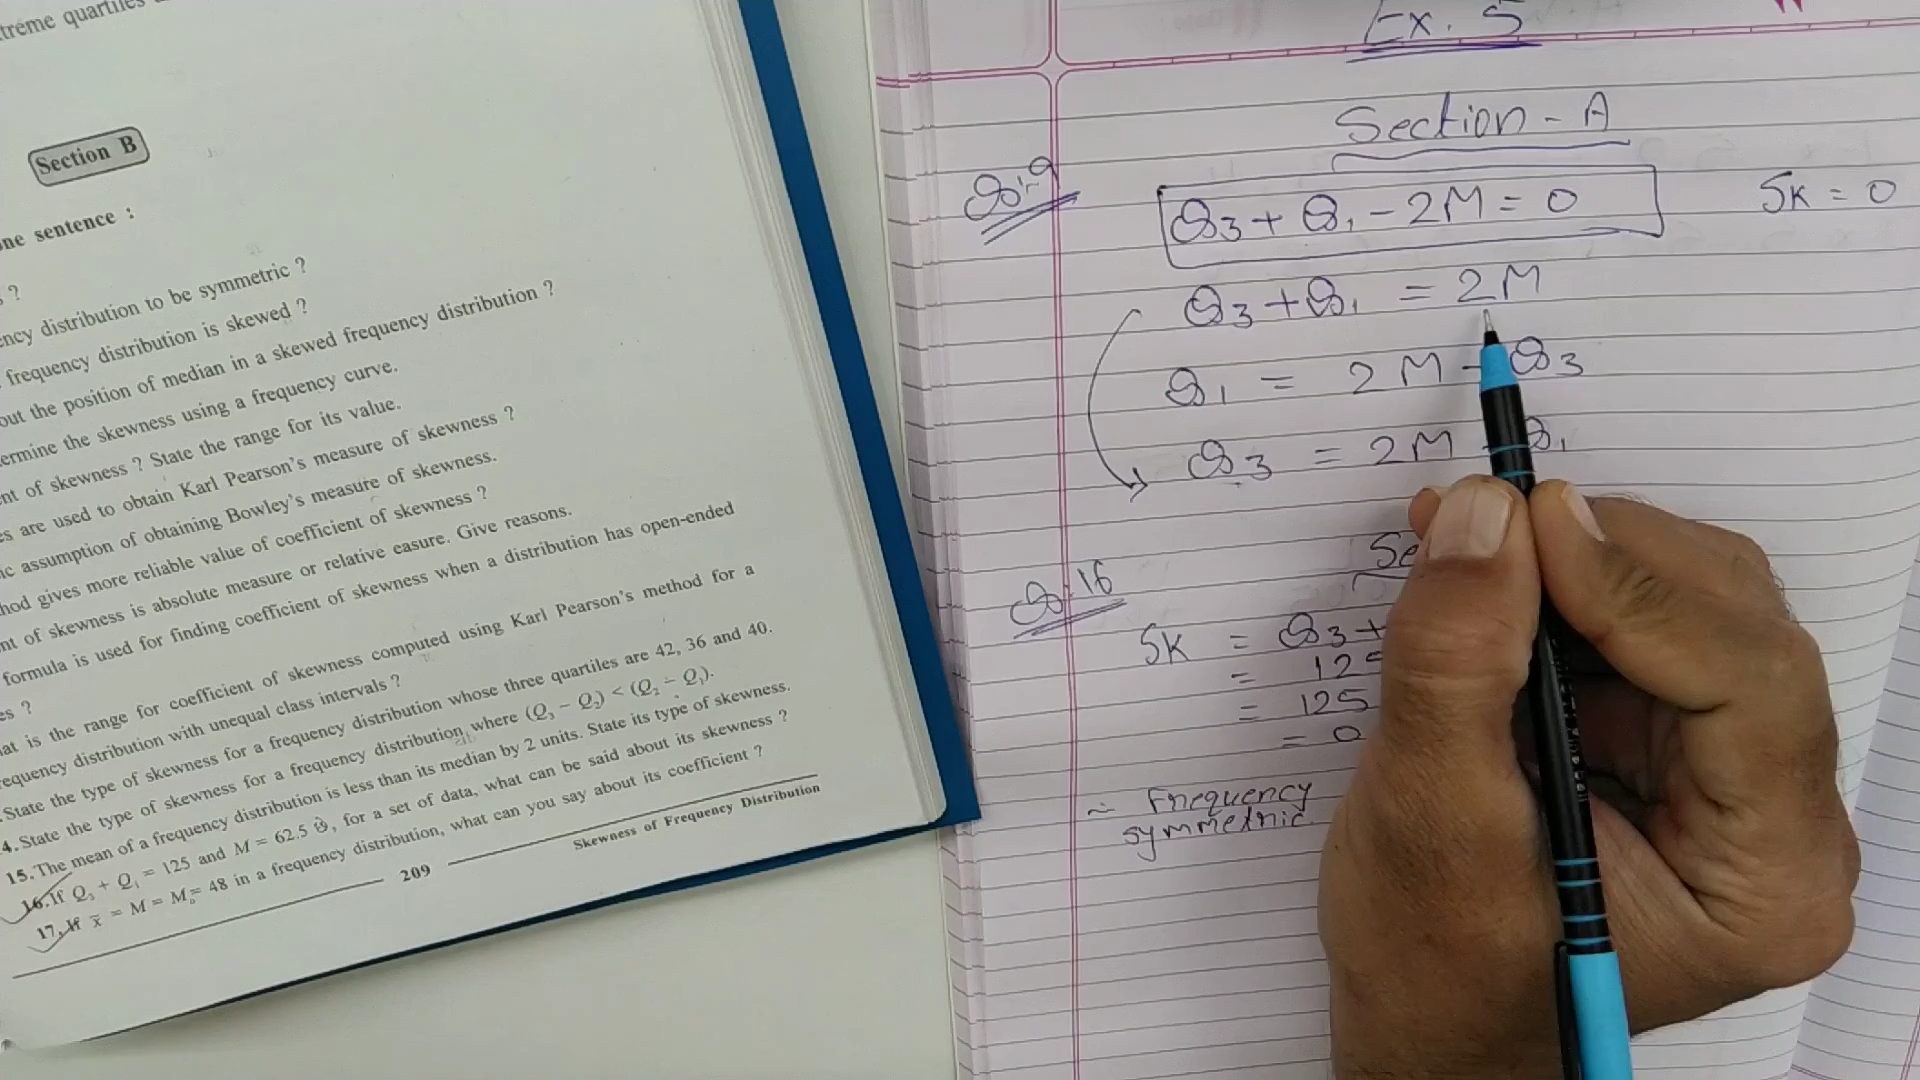 treme quartiles
Section B
one sentence :
s ?
ency distribution to be symmetric ?
frequency distribution is skewed ?
out the position of median in a skewed frequency distribution ?
ermine the skewness using a frequency curve.
nt of skewness ? State the range for its value.
es are used to obtain Karl Pearson's measure of skewness ?
ic assumption of obtaining Bowley's measure of skewness.
hod gives more reliable value of coefficient of skewness ?
nt of skewness is absolute measure or relative easure. Give reasons.
formula is used for finding coefficient of skewness when a distribution has open-ended
es ?
at is the range for coefficient of skewness computed using Karl Pearson's method for a
requency distribution with unequal class intervals ?
State the type of skewness for a frequency distribution whose three quartiles are 42, 36 and 40.
4. State the type of skewness for a frequency distribution where (Q₃ − Q₂) < (Q₂ − Q₁).
15. The mean of a frequency distribution is less than its median by 2 units. State its type of skewness.
16. If Q₃ + Q₁ = 125 and M = 62.5, for a set of data, what can be said about its skewness ?
17. If x̄ = M = Mₒ = 48 in a frequency distribution, what can you say about its coefficient ?
209
Skewness of Frequency Distribution
Ex. 5
Section - A
Q.9
Q₃ + Q₁ - 2M = 0
SK = 0
Q₃ + Q₁ = 2M
Q₁ = 2M - Q₃
Q₃ = 2M - Q₁
Se
Q.16
SK = Q₃ +
= 125
= 125
= 0
∴ Frequency
symmetric